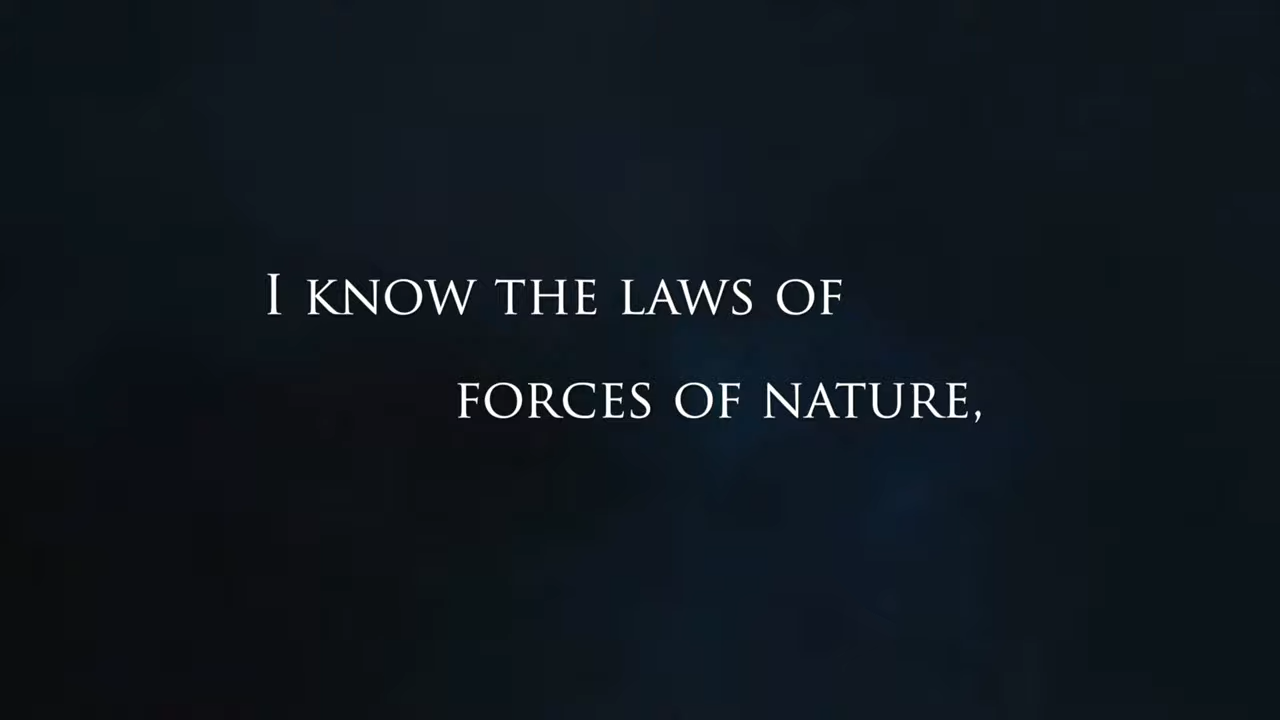 I KNOW THE LAWS OF
FORCES OF NATURE,